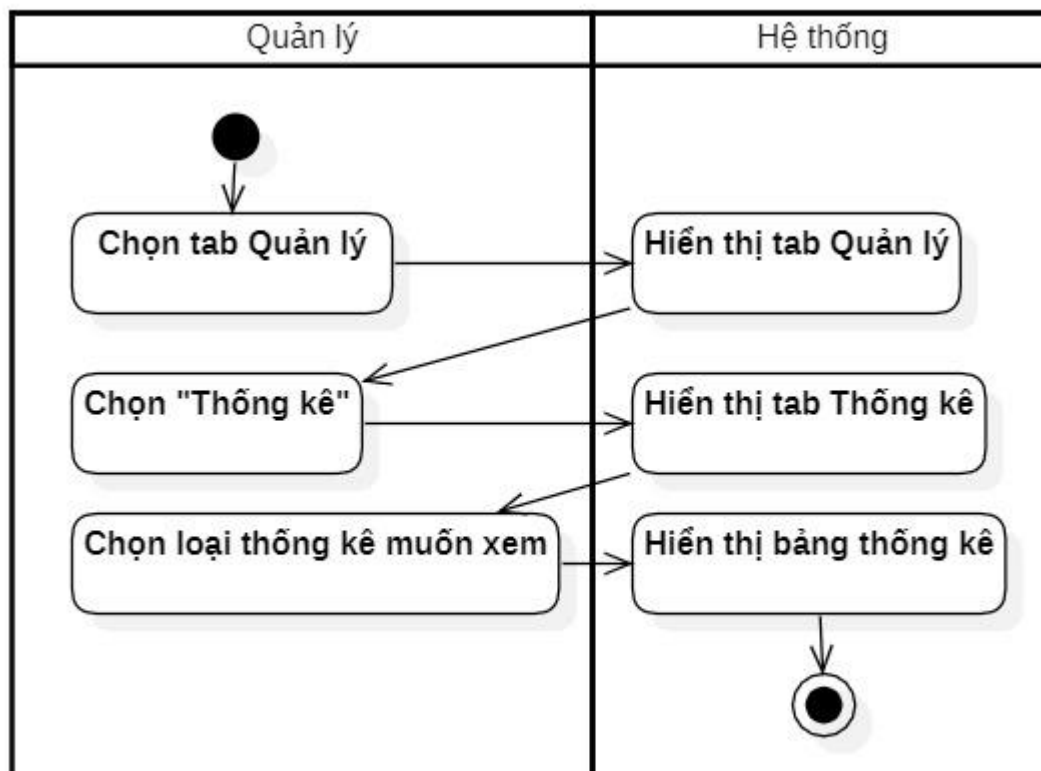 Quản lý
Hệ thống
Chọn tab Quản lý
Hiển thị tab Quản lý
Chọn "Thống kê"
Hiển thị tab Thống kê
Chọn loại thống kê muốn xem
Hiển thị bảng thống kê